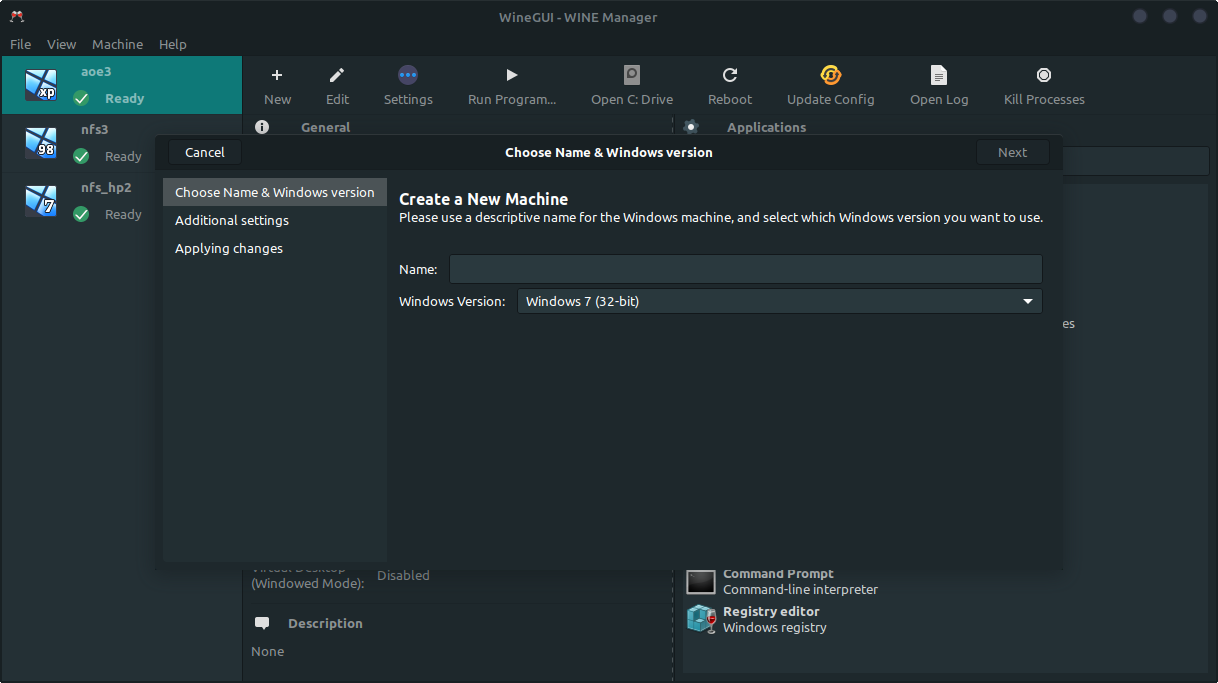 WineGUI - WINE Manager
File View Machine Help
aoe3
Ready
nfs3
Ready
nfs_hp2
Ready
xp
98
7
New Edit Settings Run Program... Open C: Drive Reboot Update Config Open Log Kill Processes
General Applications
Cancel Choose Name & Windows version Next
Choose Name & Windows version
Additional settings
Applying changes
Create a New Machine
Please use a descriptive name for the Windows machine, and select which Windows version you want to use.
Name:
Windows Version: Windows 7 (32-bit)
es
Virtual Desktop
(Windowed Mode): Disabled
Description
None
Command Prompt
Command-line interpreter
Registry editor
Windows registry